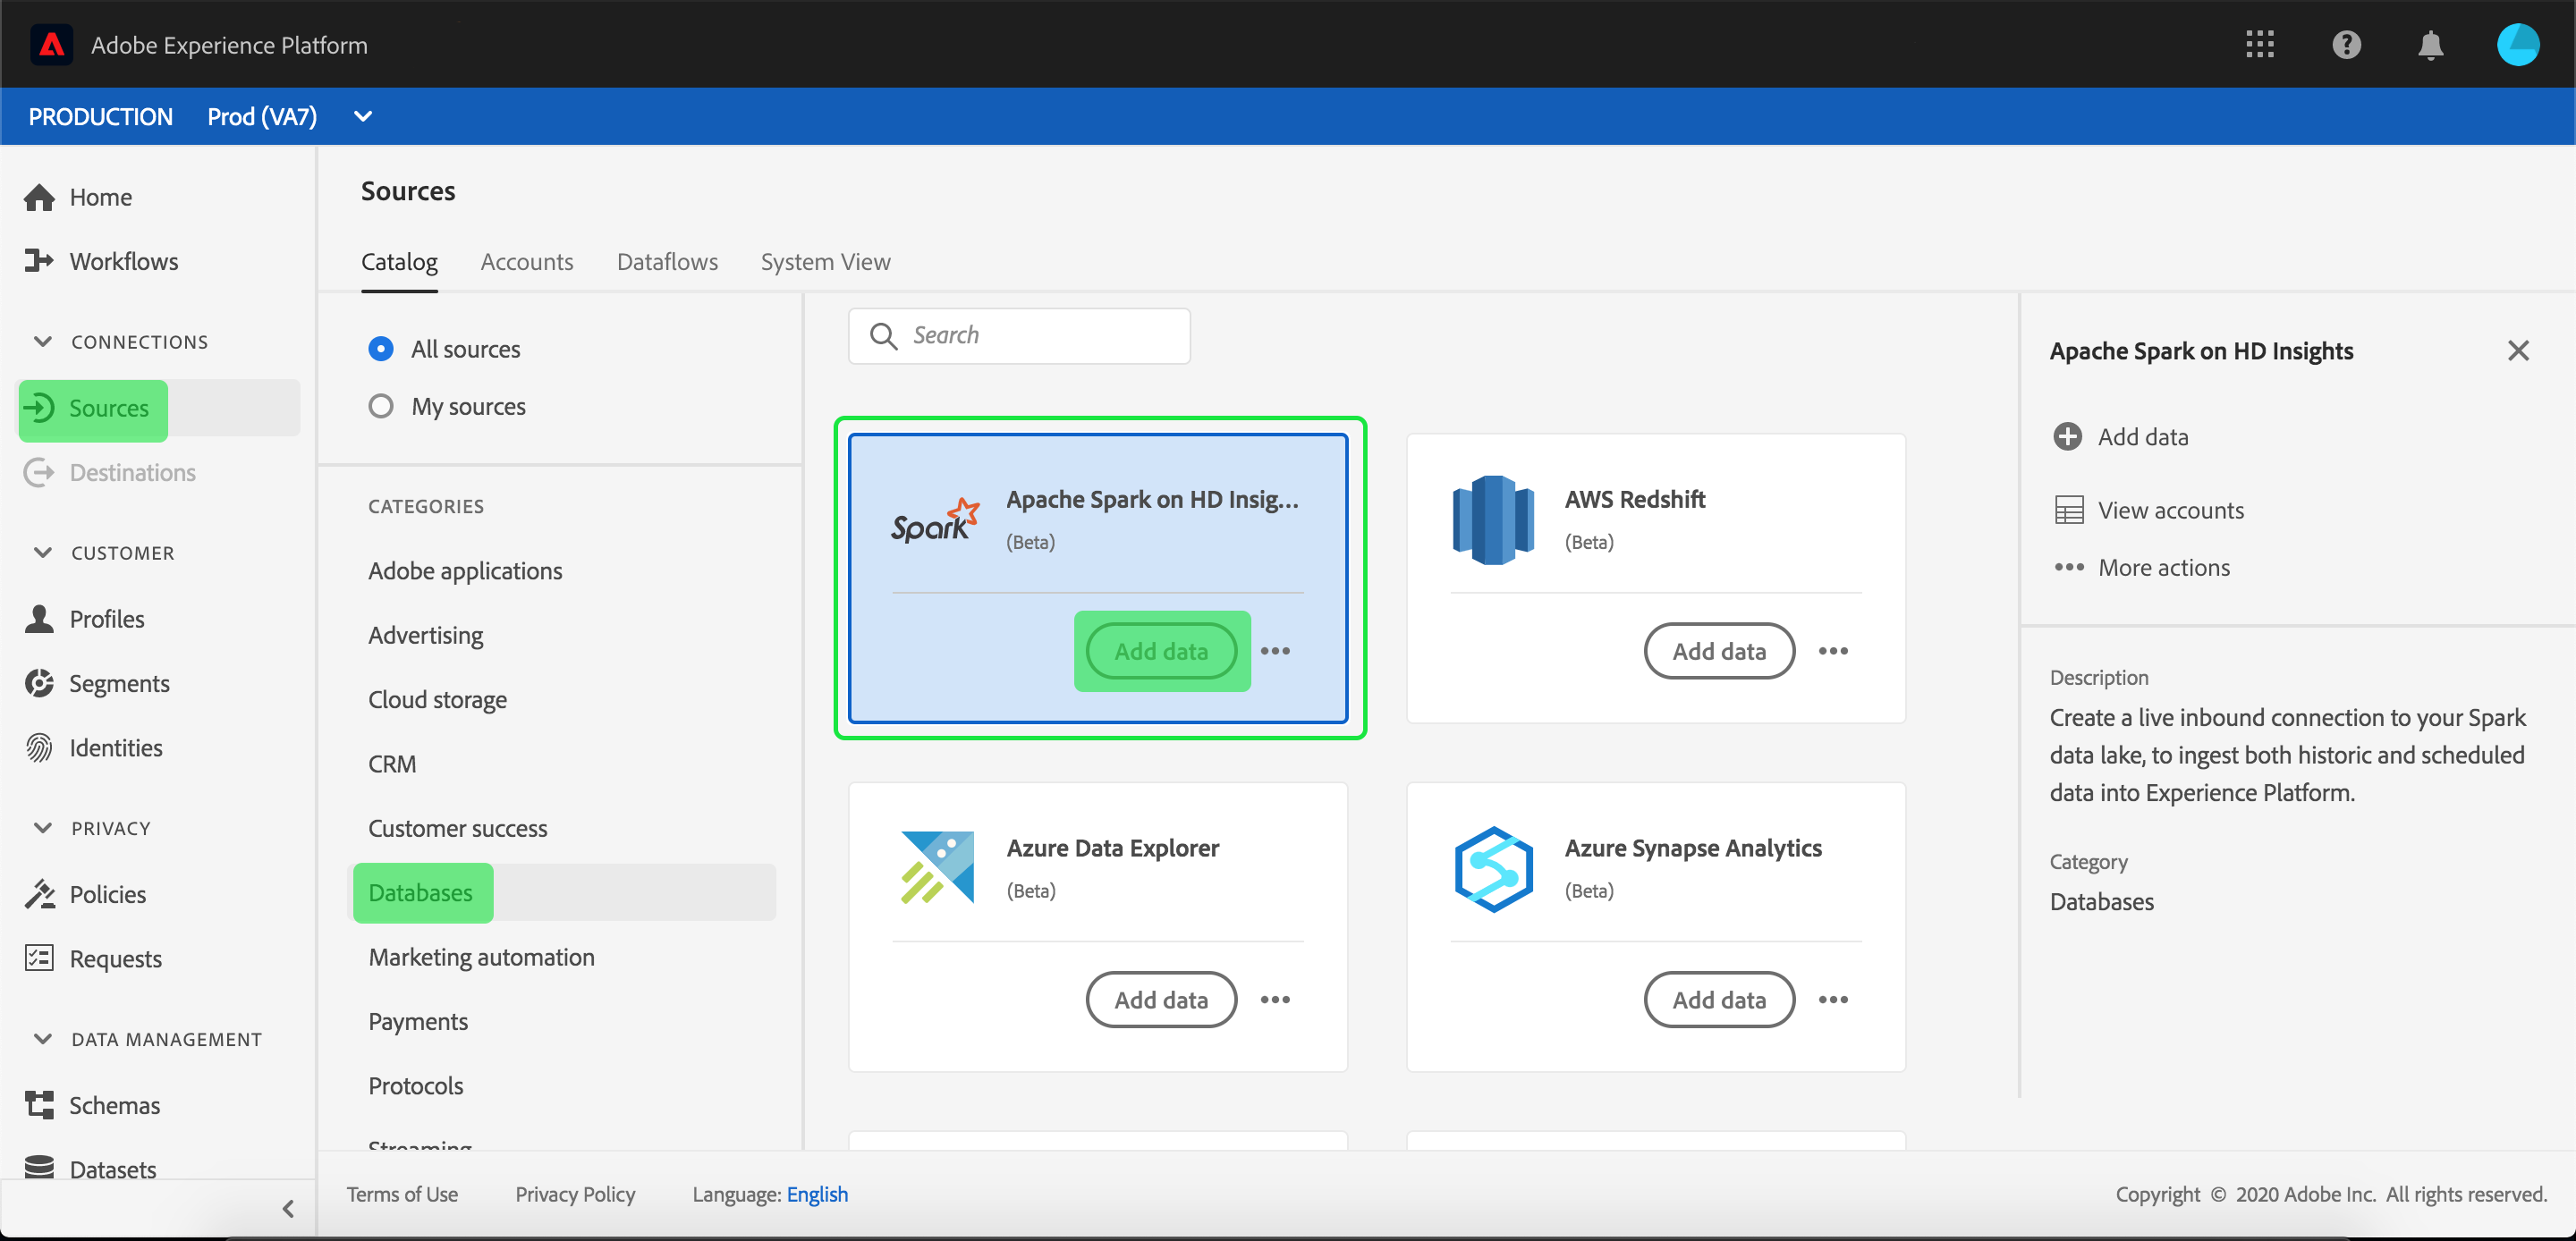 Adobe Experience Platform
PRODUCTION Prod (VA7)
Home
Workflows
CONNECTIONS
Sources
Destinations
CUSTOMER
Profiles
Segments
Identities
PRIVACY
Policies
Requests
DATA MANAGEMENT
Schemas
Datasets
Sources
Catalog Accounts Dataflows System View
All sources
My sources
CATEGORIES
Adobe applications
Advertising
Cloud storage
CRM
Customer success
Databases
Marketing automation
Payments
Protocols
Streaming
Search
Spark
Apache Spark on HD Insig...
(Beta)
Add data
AWS Redshift
(Beta)
Add data
Azure Data Explorer
(Beta)
Add data
Azure Synapse Analytics
(Beta)
Add data
Apache Spark on HD Insights
Add data
View accounts
More actions
Description
Create a live inbound connection to your Spark
data lake, to ingest both historic and scheduled
data into Experience Platform.
Category
Databases
Terms of Use Privacy Policy Language: English
Copyright © 2020 Adobe Inc. All rights reserved.